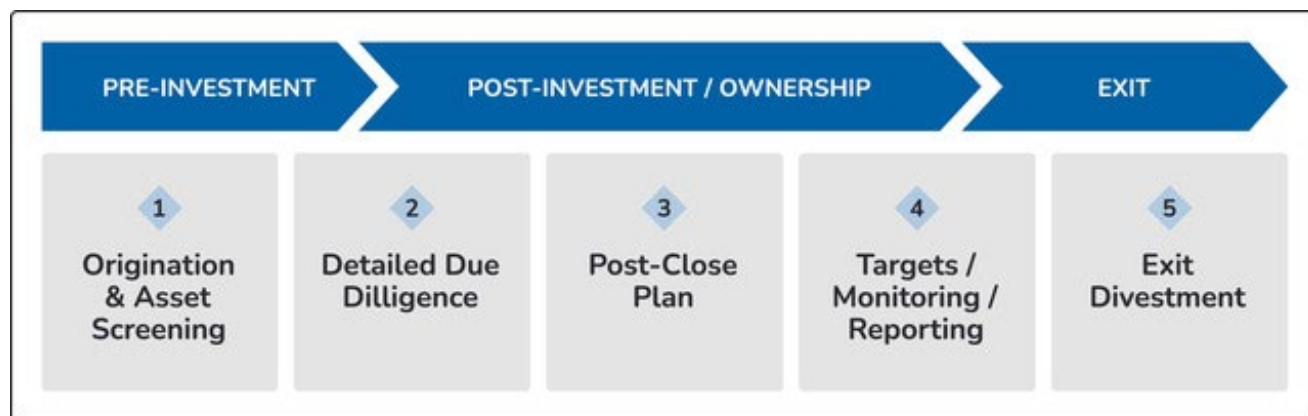 PRE-INVESTMENT
POST-INVESTMENT / OWNERSHIP
EXIT
1
Origination
& Asset
Screening
2
Detailed Due
Dilligence
3
Post-Close
Plan
4
Targets /
Monitoring /
Reporting
5
Exit
Divestment